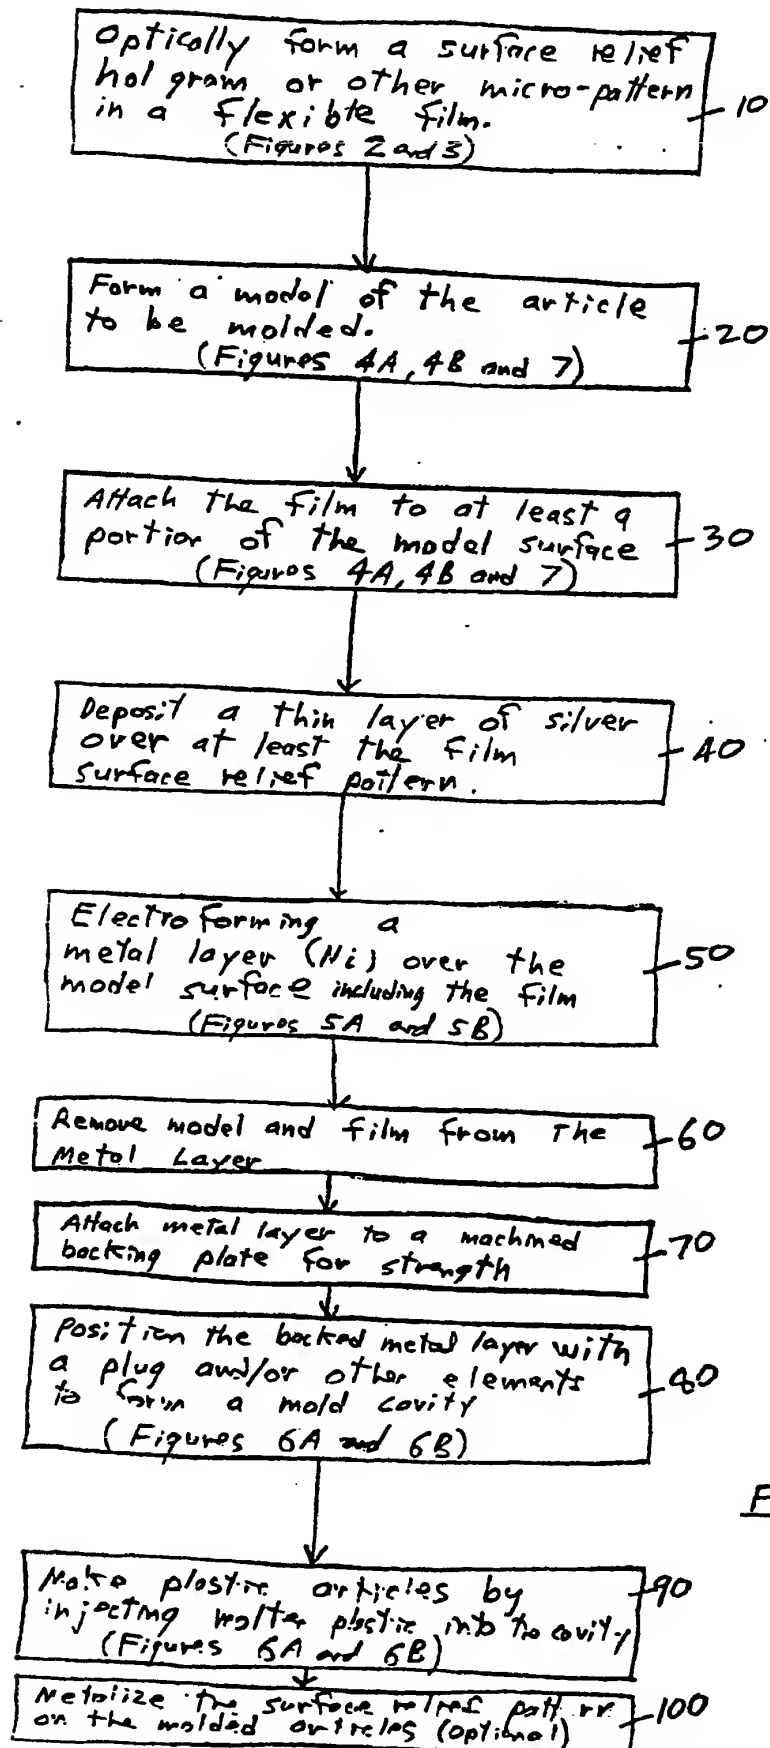 Optically form a surface relief
hologram or other micro-pattern
in a flexible film.
(Figures 2 and 3)
10
Form a model of the article
to be molded.
(Figures 4A, 4B and 7)
20
Attach the film to at least a
portion of the model surface
(Figures 4A, 4B and 7)
30
Deposit a thin layer of silver
over at least the film
surface relief pattern.
40
Electroforming a
metal layer (Ni) over the
model surface including the film
(Figures 5A and 5B)
50
Remove model and film from the
Metal Layer
60
Attach metal layer to a machined
backing plate for strength
70
Position the backed metal layer with
a plug and/or other elements
to form a mold cavity
(Figures 6A and 6B)
80
F
Make plastic articles by
injecting molten plastic into the cavity
(Figures 6A and 6B)
90
Metalize the surface relief pattern
on the molded articles (optional)
100